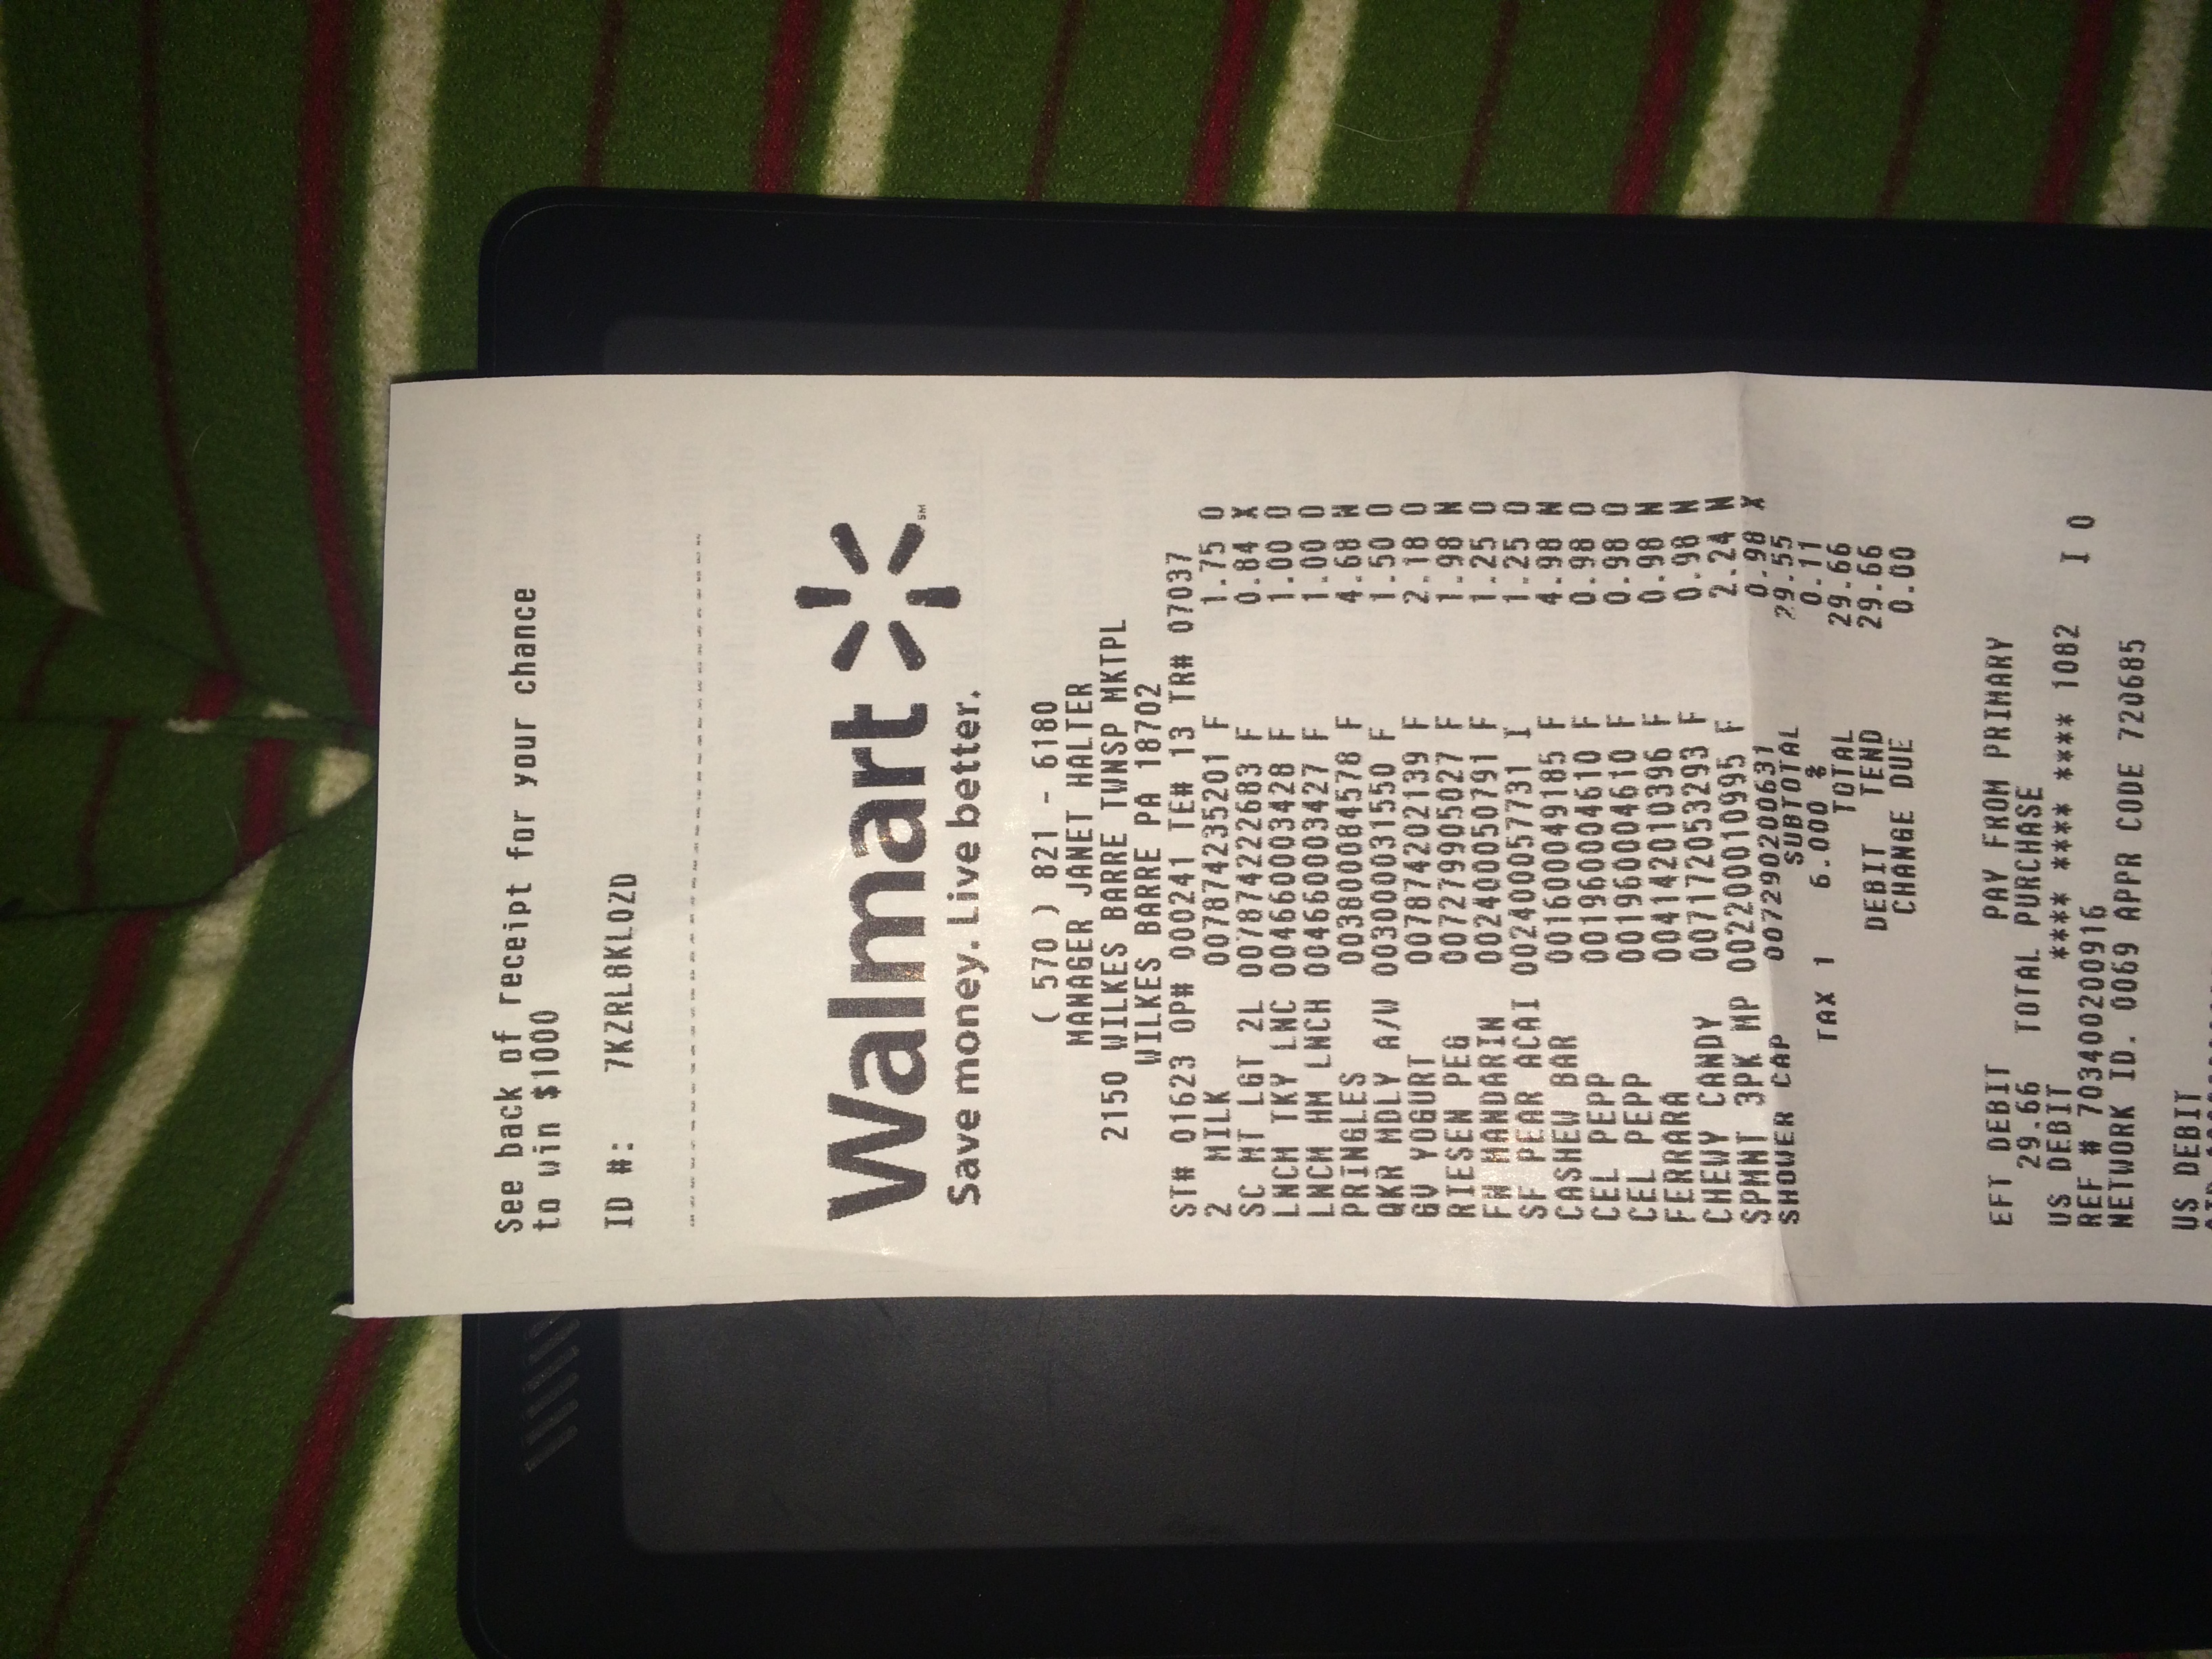 See back of receipt for your chance
to win $1000
ID #: 7KZRL8KLQZD
Walmart
Save money. Live better.
( 570 ) 821 - 6180
MANAGER JANET HALTER
2150 WILKES BARRE TWNSP MKTPL
WILKES BARRE PA 18702
ST# 01623 OP# 000241 TE# 13 TR# 07037
2 MILK 007874235201 F 1.75 O
SC MT LGT 2L 007874222683 F 0.84 X
LNCM TKY LNC 004660003428 F 1.00 O
LNCM HM LNCH 004660003427 F 1.00 O
PRINGLES 003800084578 F 4.68 N
QKR MDLY A/W 003000031550 F 1.50 O
GV YOGURT 007874202139 F 2.18 O
RIESEN PEG 007279905027 F 1.98 N
FN MANDARIN 002400050791 F 1.25 O
SF PEAR ACAI 002400057731 I 1.25 O
CASHEW BAR 001600049185 F 4.98 N
CEL PEPP 001960004610 F 0.98 O
CEL PEPP 001960004610 F 0.98 O
FERRARA 004142010396 F 0.98 N
CHEWY CANDY 007172053293 F 0.98 N
SPMNT 3PK MP 002200010995 F 2.24 N
SHOWER CAP 007290200631 0.98 X
SUBTOTAL 29.55
TAX 1 6.000 % 0.11
TOTAL 29.66
DEBIT TEND 29.66
CHANGE DUE 0.00
EFT DEBIT PAY FROM PRIMARY
29.66 TOTAL PURCHASE
US DEBIT **** **** **** 1082 I 0
REF # 703400200916
NETWORK ID. 0069 APPR CODE 720685
US DEBIT